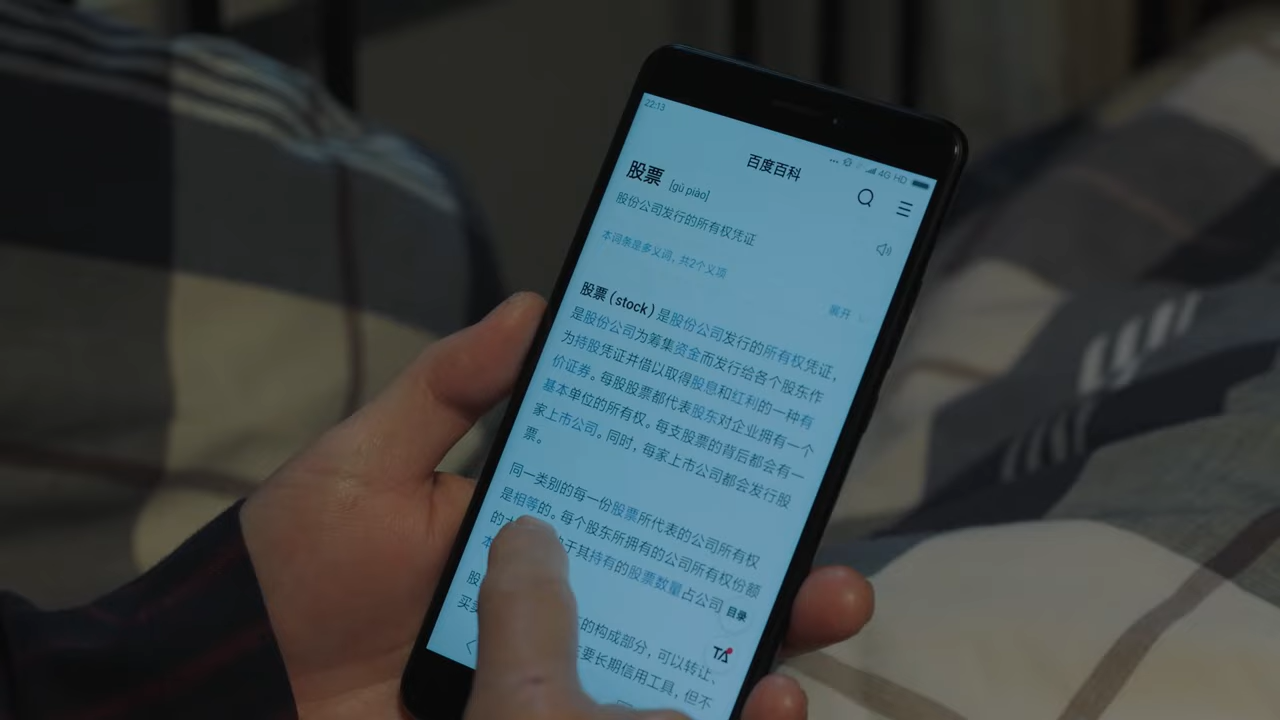 22:13
4G HD
百度百科
股票 [gǔ piào]
股份公司发行的所有权凭证
本词条是多义词，共2个义项
展开
股票（stock）是股份公司发行的所有权凭证，
是股份公司为筹集资金而发行给各个股东作
为持股凭证并借以取得股息和红利的一种有
价证券。每股股票都代表股东对企业拥有一个
基本单位的所有权。每支股票的背后都会有一
家上市公司。同时，每家上市公司都会发行股
票。
同一类别的每一份股票所代表的公司所有权
是相等的。每个股东所拥有的公司所有权份额
的大 于其持有的股票数量占公司
本
目录
股 的构成部分，可以转让、
买卖 主要长期信用工具，但不